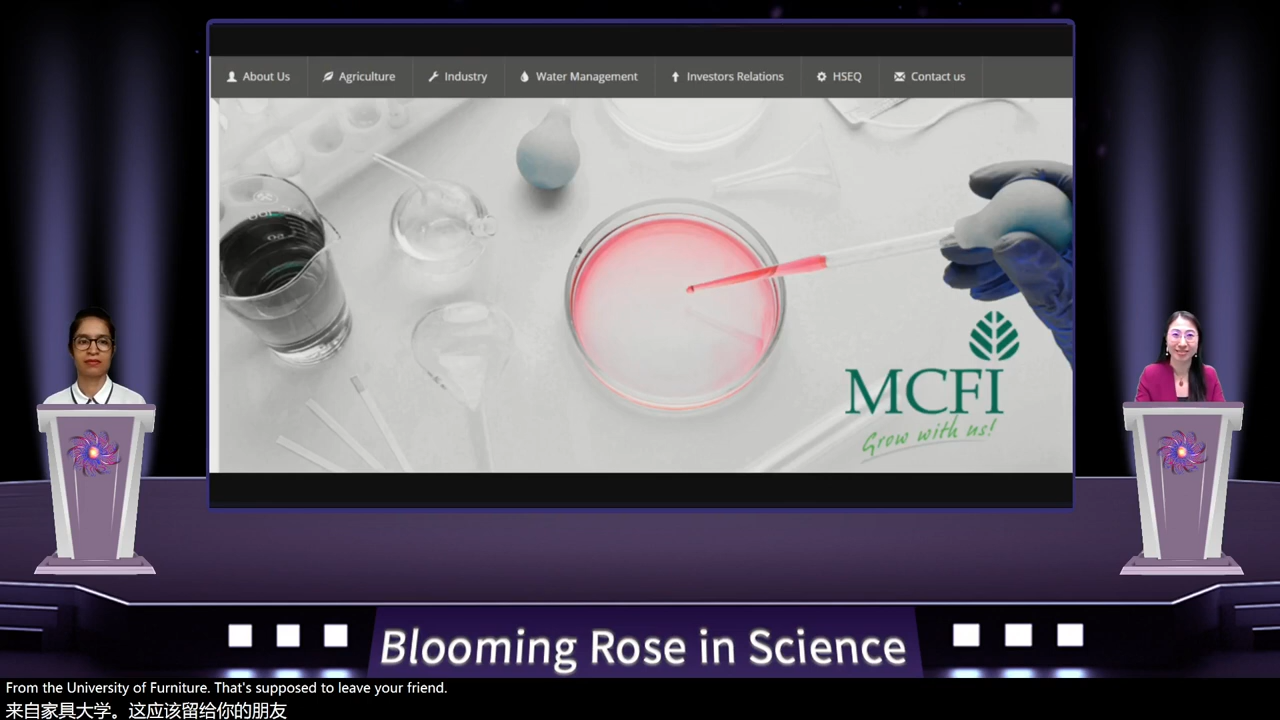 About Us Agriculture Industry Water Management Investors Relations HSEQ Contact us
MCFI
Grow with us!
Blooming Rose in Science
From the University of Furniture. That's supposed to leave your friend.
来自家具大学。这应该留给你的朋友